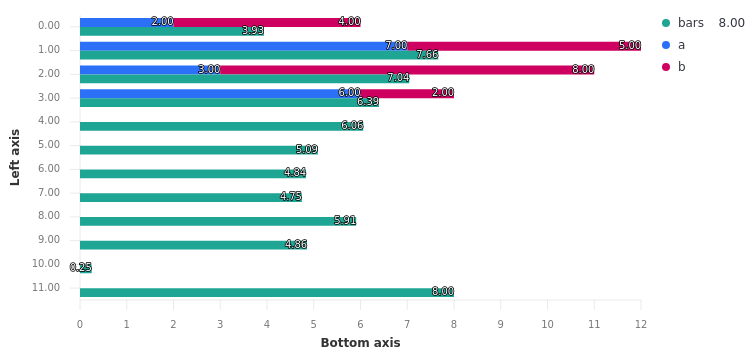 0.00 2.00 4.00 bars 8.00
3.93
1.00 7.00 5.00 a
7.66
2.00 3.00 8.00 b
7.04
3.00 6.00 2.00
6.39
4.00 6.06
5.00 5.09
6.00 4.84
7.00 4.75
8.00 5.91
9.00 4.86
10.00 0.25
11.00 8.00
Left axis
0 1 2 3 4 5 6 7 8 9 10 11 12
Bottom axis